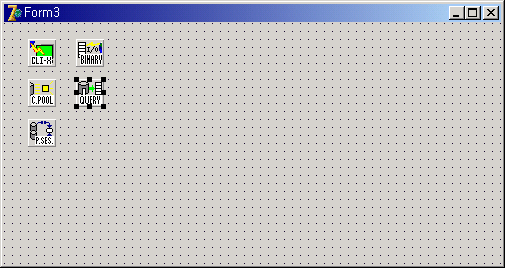 Form3
CLI-X
I/O
BINARY
C.POOL
QUERY
P.SES.